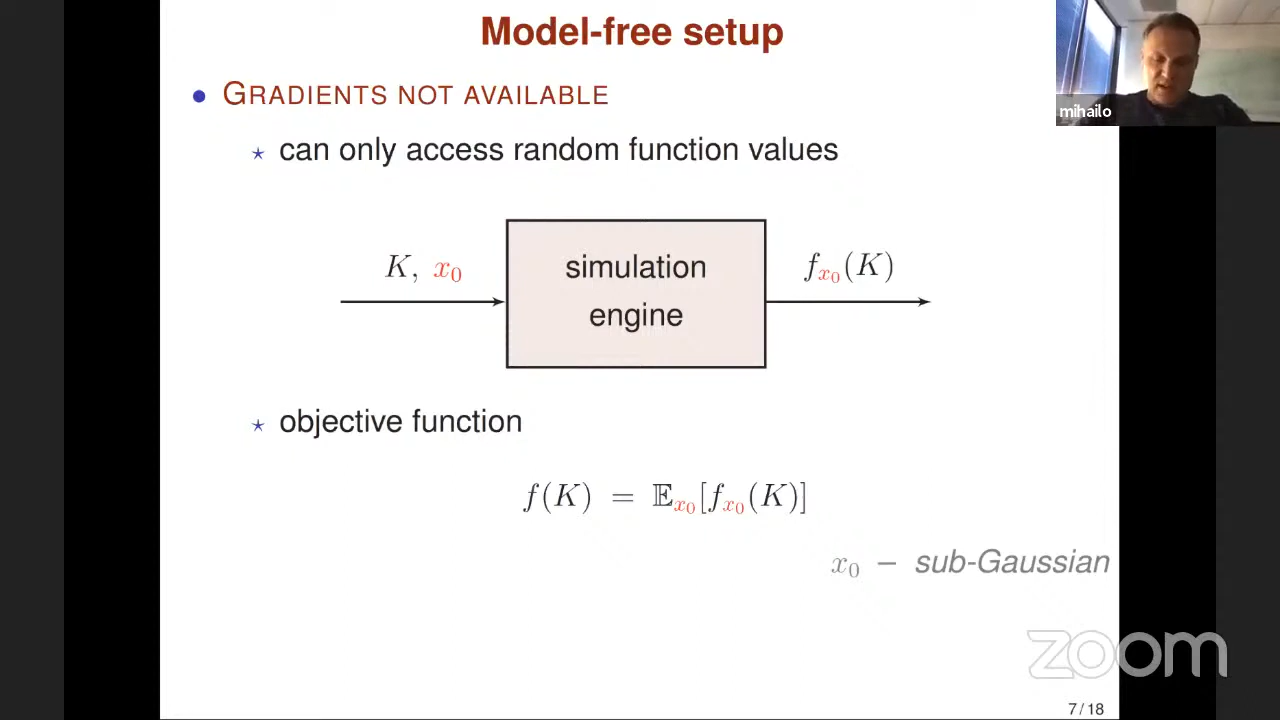 Model-free setup
• GRADIENTS NOT AVAILABLE
⋆ can only access random function values
K, x₀
simulation
engine
fₓ₀(K)
⋆ objective function
f(K) = 𝔼ₓ₀[fₓ₀(K)]
x₀ – sub-Gaussian
7 / 18
mihailo
zoom